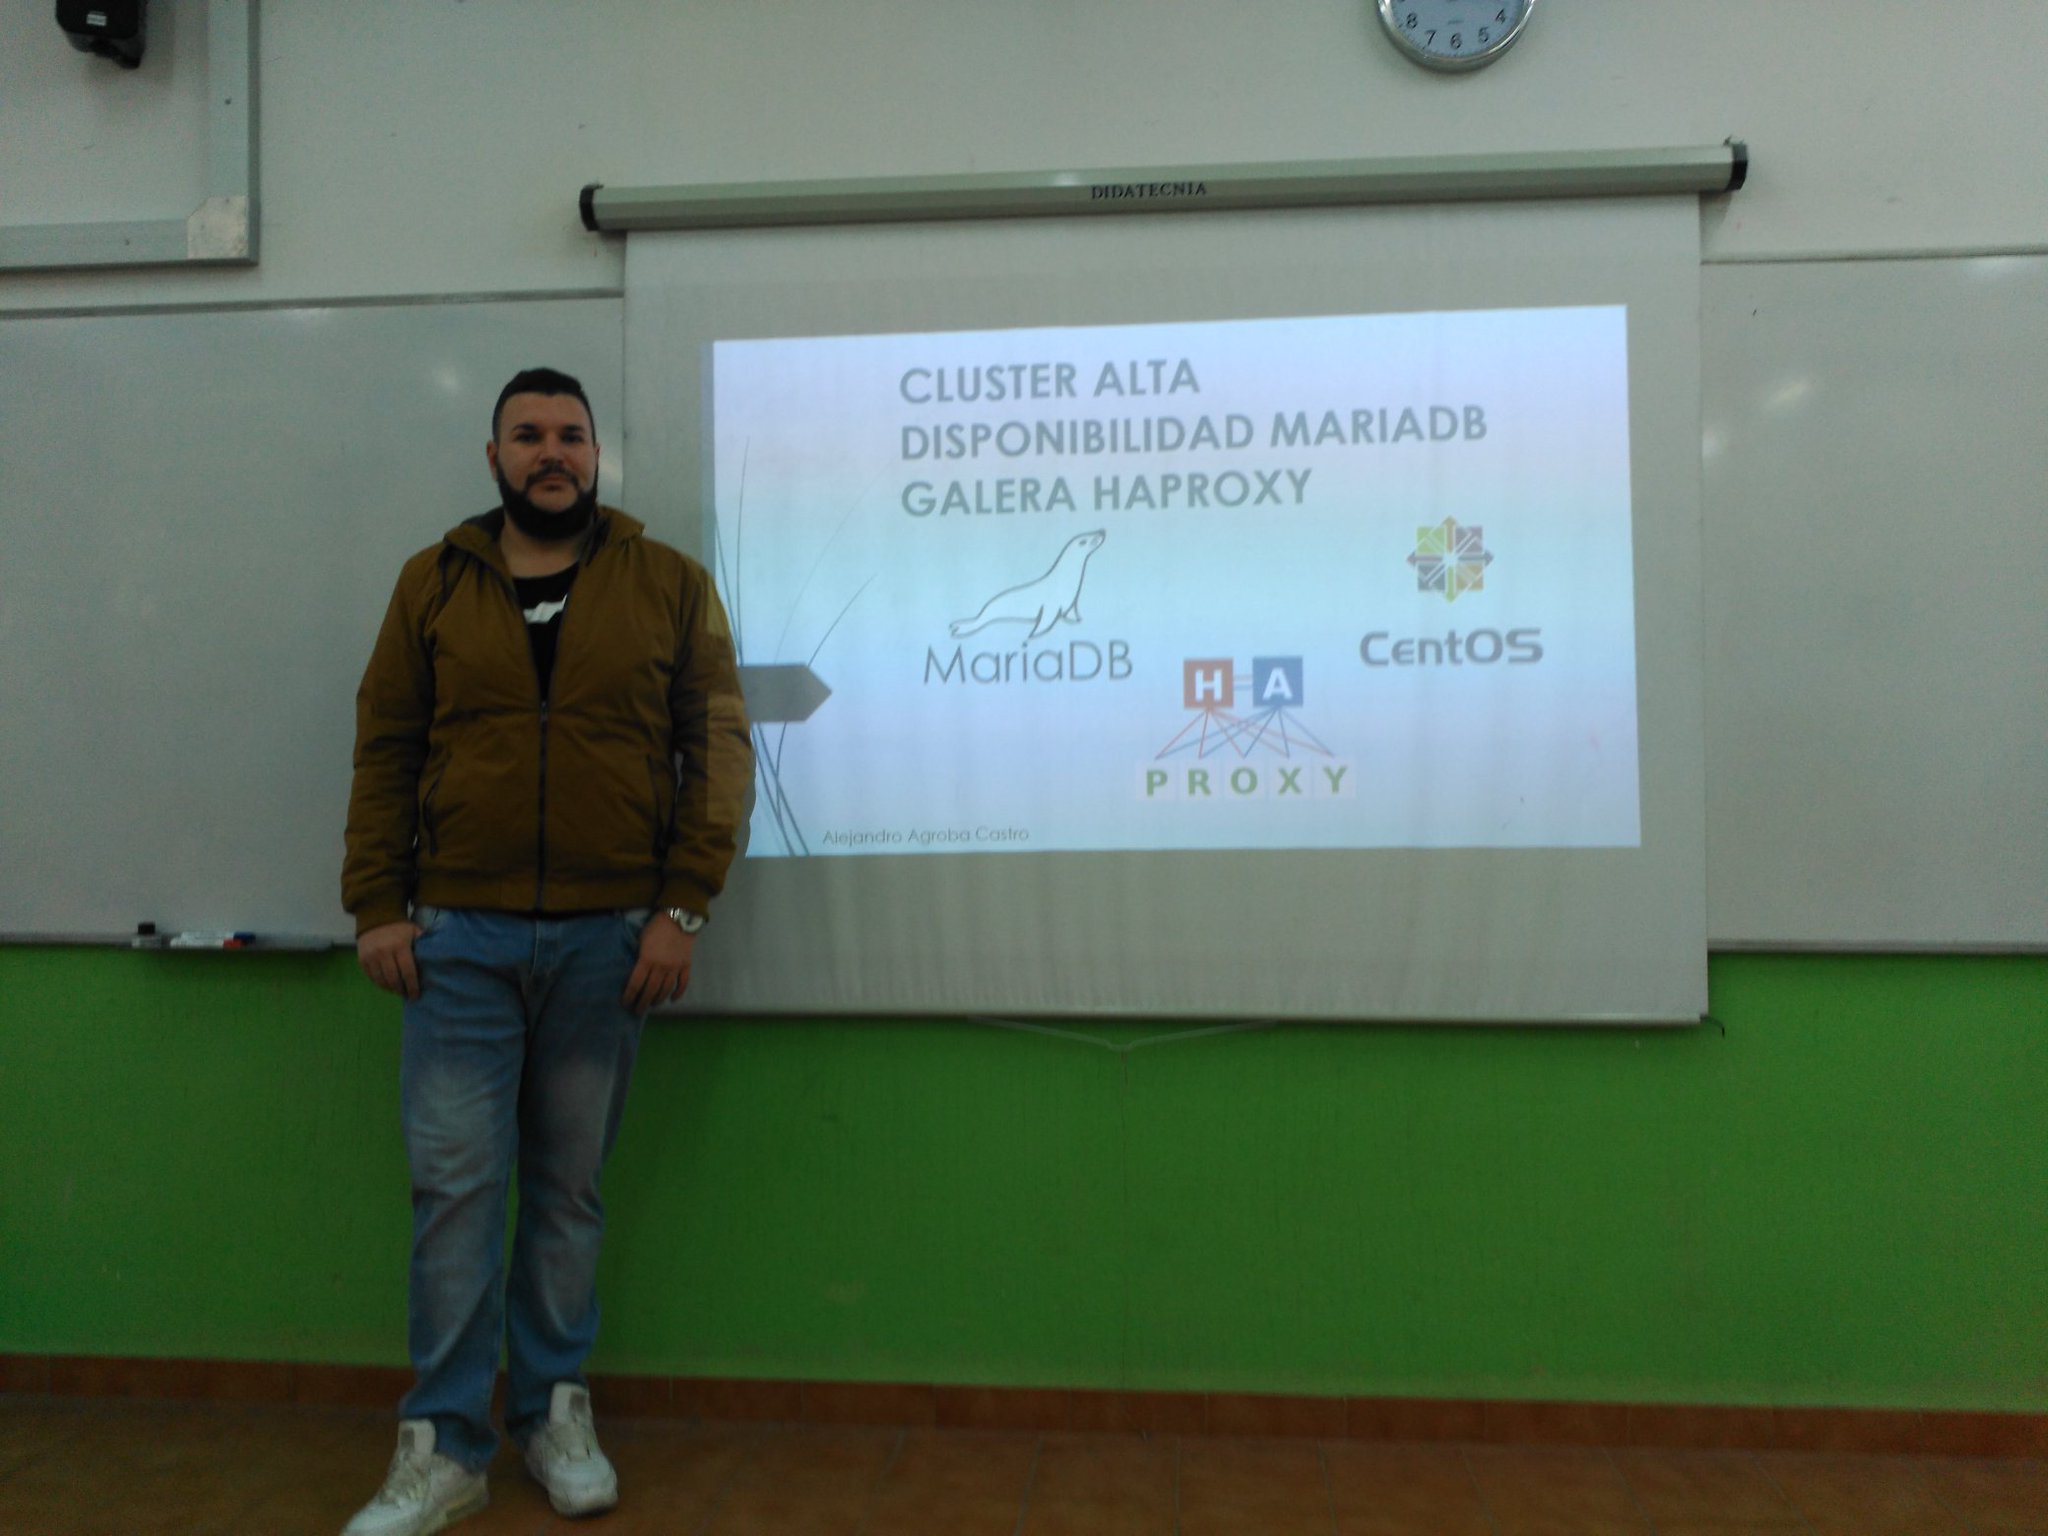 8 7 6 5 4
DIDATECNIA
CLUSTER ALTA
DISPONIBILIDAD MARIADB
GALERA HAPROXY
MariaDB
CentOS
H A
PROXY
Alejandro Agroba Castro